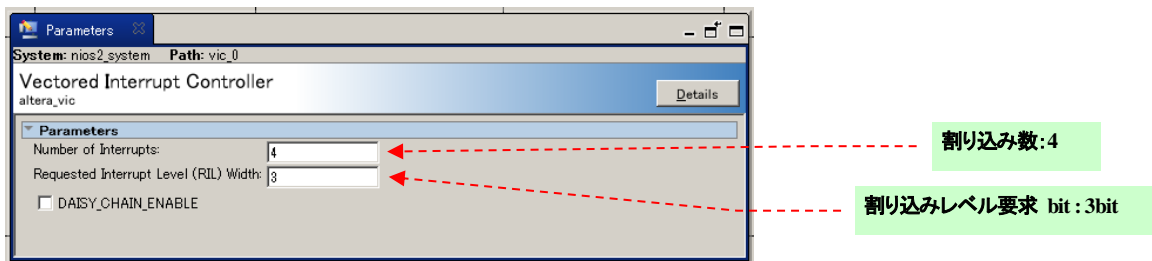 Parameters
System: nios2_system Path: vic_0
Vectored Interrupt Controller
altera_vic
Details
Parameters
Number of Interrupts: 4
Requested Interrupt Level (RIL) Width: 3
DAISY_CHAIN_ENABLE
割り込み数:4
割り込みレベル要求 bit : 3bit